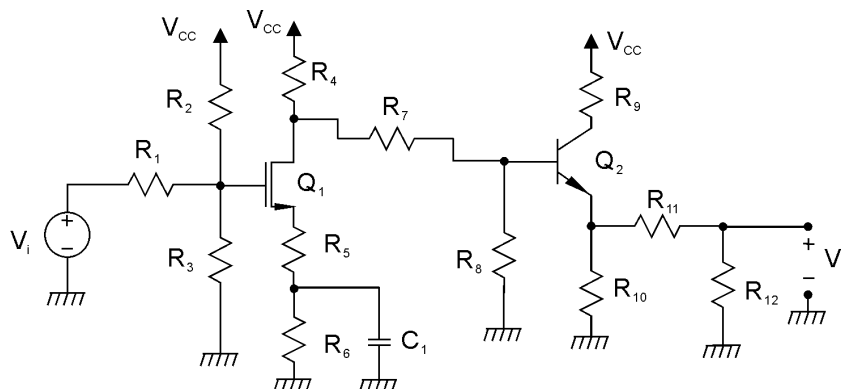 V_CC
V_CC
V_CC
R_2
R_4
R_9
R_7
R_1
Q_1
Q_2
R_11
+
V_i
−
R_3
R_5
R_8
R_10
R_12
+
V
−
R_6
C_1